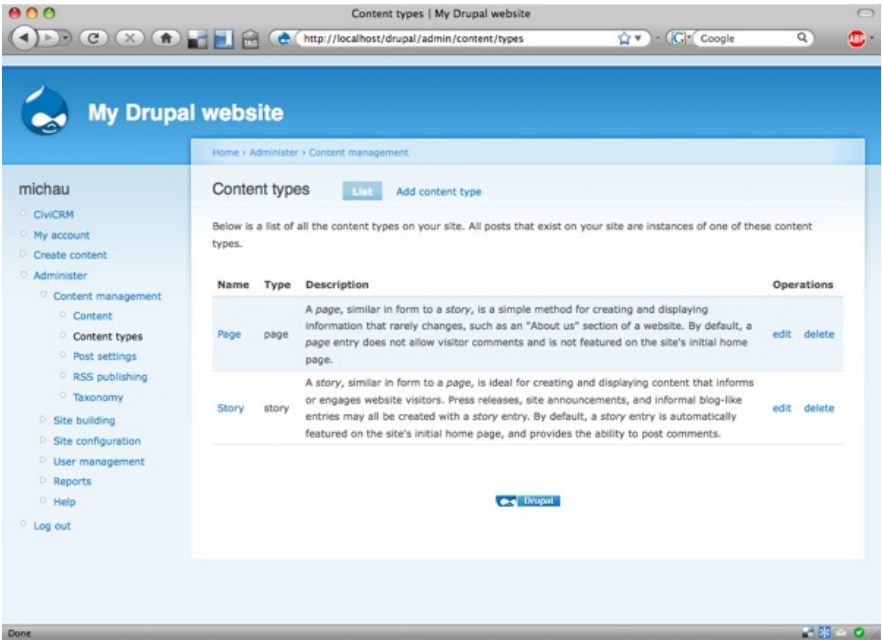 Content types | My Drupal website
TAG
http://localhost/drupal/admin/content/types
G
Google
ABP
My Drupal website
Home › Administer › Content management
michau
CiviCRM
My account
Create content
Administer
Content management
Content
Content types
Post settings
RSS publishing
Taxonomy
Site building
Site configuration
User management
Reports
Help
Log out
Content types List Add content type
Below is a list of all the content types on your site. All posts that exist on your site are instances of one of these content
types.
Name Type Description Operations
A page, similar in form to a story, is a simple method for creating and displaying
information that rarely changes, such as an "About us" section of a website. By default, a
Page page edit delete
page entry does not allow visitor comments and is not featured on the site's initial home
page.
A story, similar in form to a page, is ideal for creating and displaying content that informs
or engages website visitors. Press releases, site announcements, and informal blog-like
Story story edit delete
entries may all be created with a story entry. By default, a story entry is automatically
featured on the site's initial home page, and provides the ability to post comments.
Drupal
Done